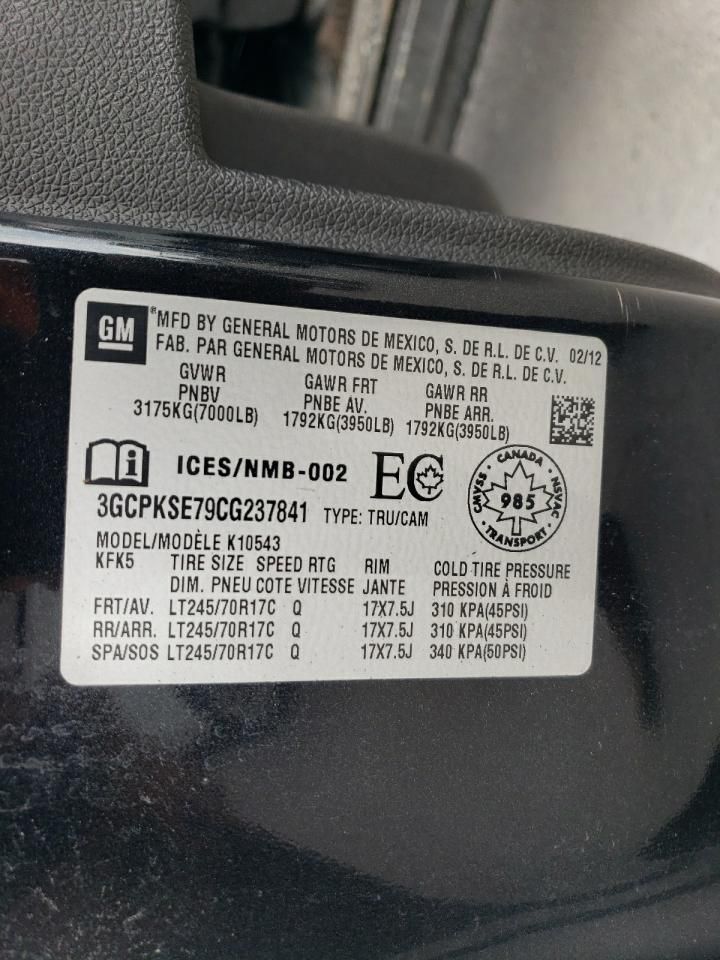 GM
®MFD BY GENERAL MOTORS DE MEXICO, S. DE R.L. DE C.V. 02/12
FAB. PAR GENERAL MOTORS DE MEXICO, S. DE R.L. DE C.V.
GVWR GAWR FRT GAWR RR
PNBV PNBE AV. PNBE ARR.
3175KG(7000LB) 1792KG(3950LB) 1792KG(3950LB)
i ICES/NMB-002 EC
CANADA
CMVSS 985 NSVAC
TRANSPORT
3GCPKSE79CG237841 TYPE: TRU/CAM
MODEL/MODÈLE K10543
KFK5 TIRE SIZE SPEED RTG RIM COLD TIRE PRESSURE
DIM. PNEU COTE VITESSE JANTE PRESSION À FROID
FRT/AV. LT245/70R17C Q 17X7.5J 310 KPA(45PSI)
RR/ARR. LT245/70R17C Q 17X7.5J 310 KPA(45PSI)
SPA/SOS LT245/70R17C Q 17X7.5J 340 KPA(50PSI)